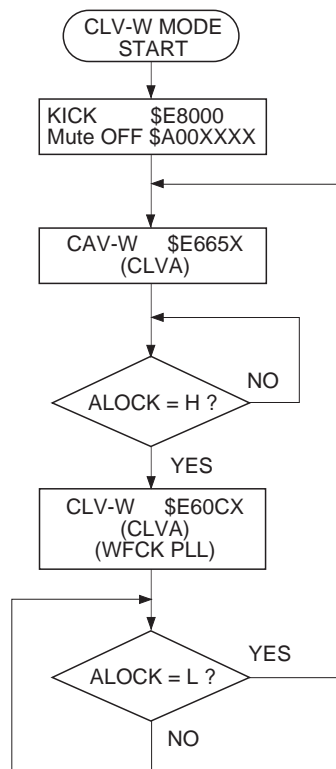 CLV-W MODE
START
KICK $E8000
Mute OFF $A00XXXX
CAV-W $E665X
(CLVA)
NO
ALOCK = H ?
YES
CLV-W $E60CX
(CLVA)
(WFCK PLL)
YES
ALOCK = L ?
NO